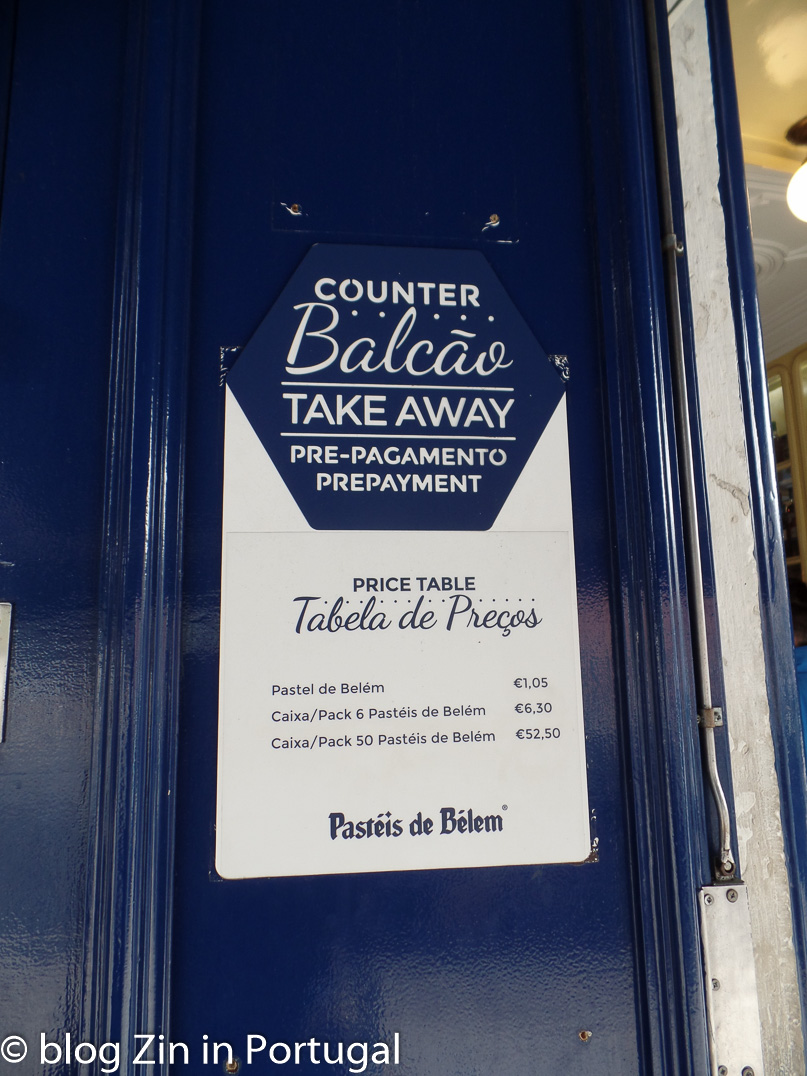 COUNTER
Balcão
TAKE AWAY
PRE-PAGAMENTO
PREPAYMENT
PRICE TABLE
Tabela de Preços
Pastel de Belém €1,05
Caixa/Pack 6 Pastéis de Belém €6,30
Caixa/Pack 50 Pastéis de Belém €52,50
Pastéis de Bélem®
© blog Zin in Portugal